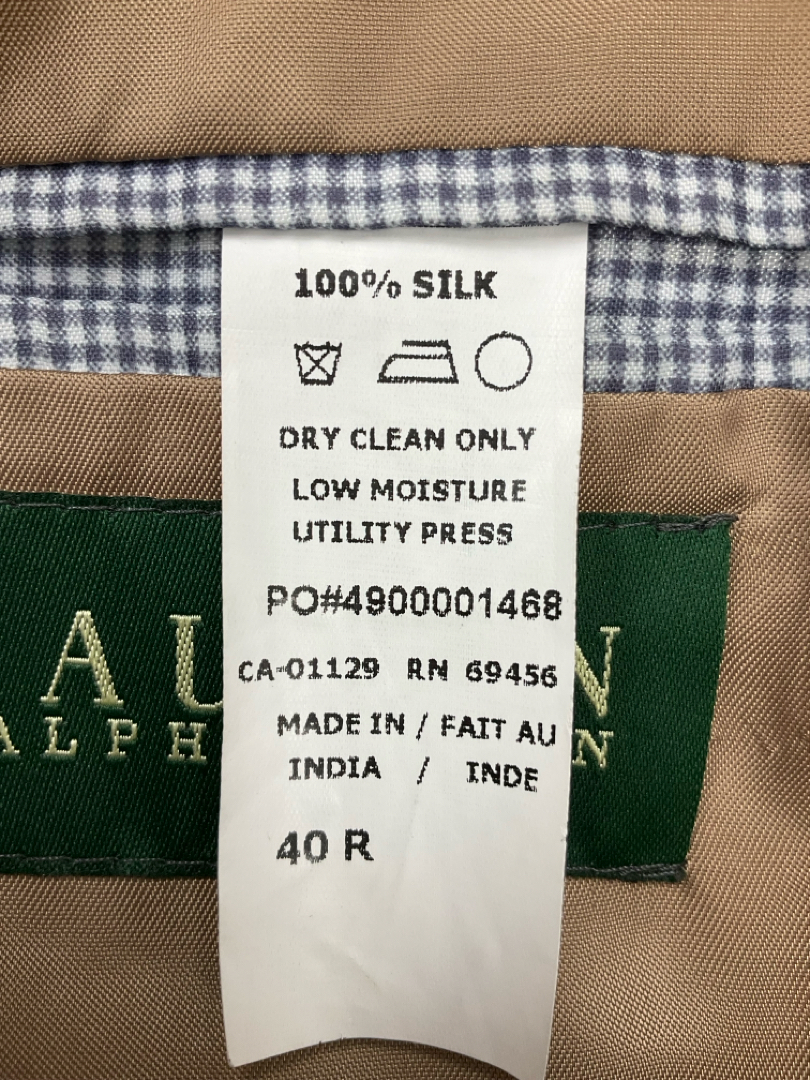 100% SILK
DRY CLEAN ONLY
LOW MOISTURE
UTILITY PRESS
PO#4900001468
CA-01129 RN 69456
MADE IN / FAIT AU
INDIA / INDE
40 R